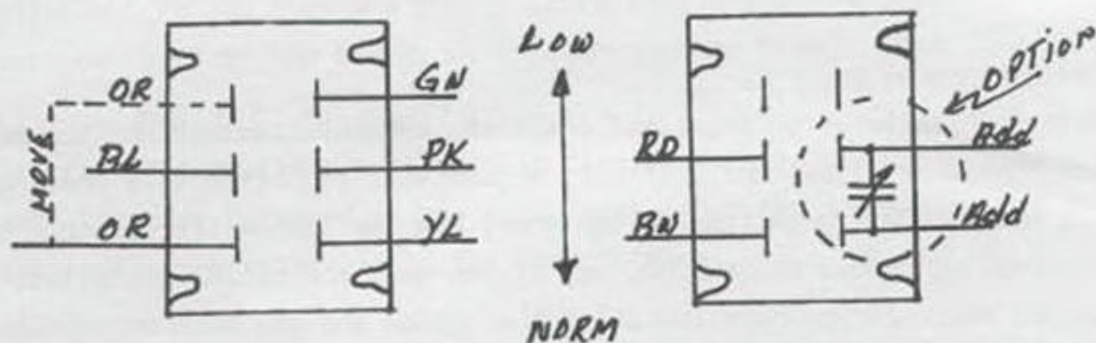 OR
GN
BL
PK
OR
YL
MOVE
LOW
NORM
OPTION
RD
Add
BN
Add